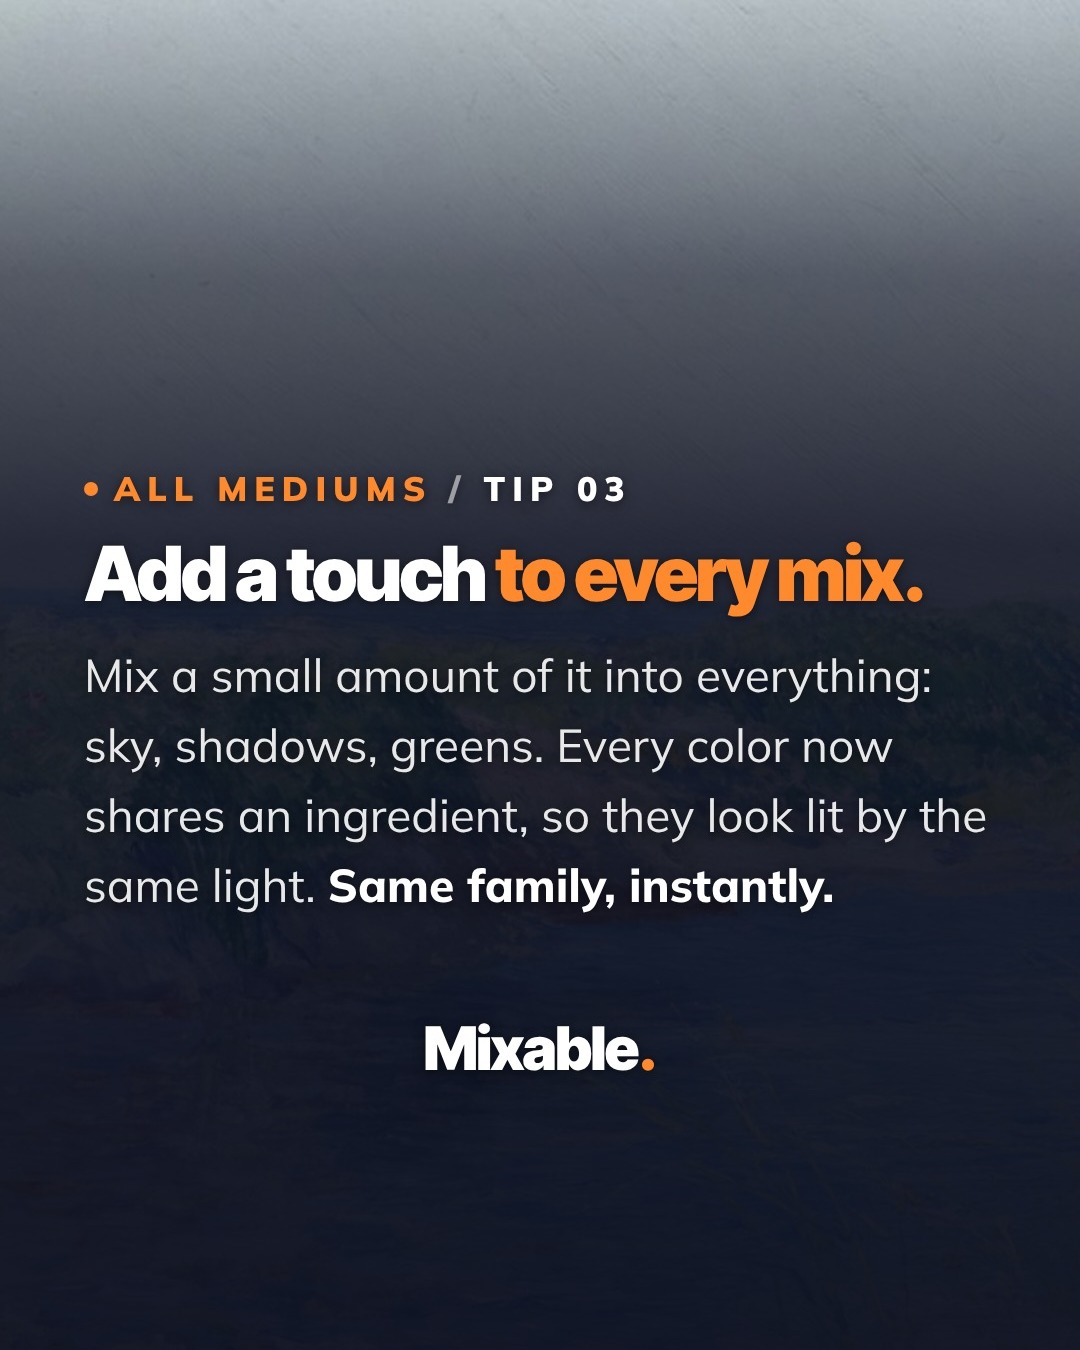 • ALL MEDIUMS / TIP 03
Add a touch to every mix.
Mix a small amount of it into everything:
sky, shadows, greens. Every color now
shares an ingredient, so they look lit by the
same light. Same family, instantly.
Mixable.